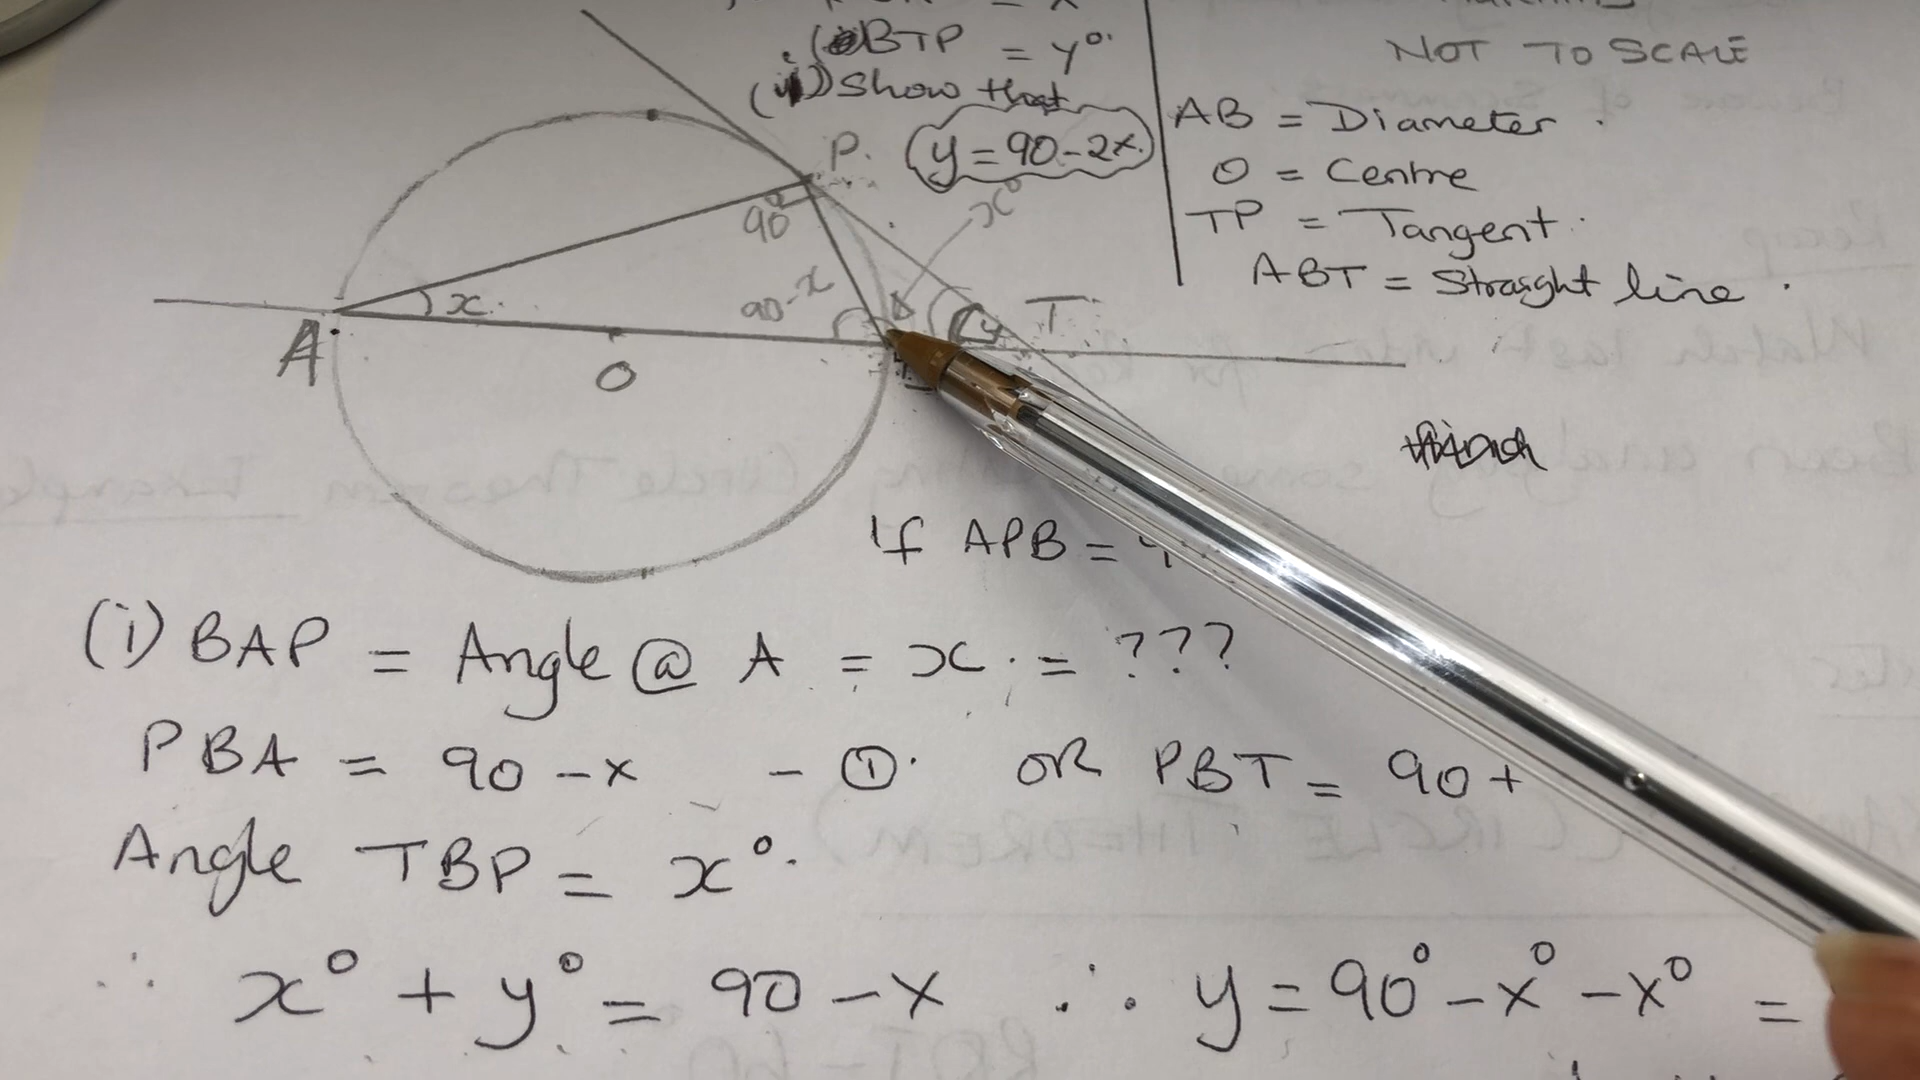 BTP = y°.
(ii) Show that
y = 90 - 2x.
NOT TO SCALE
AB = Diameter.
O = Centre
TP = Tangent.
ABT = Straight line.
P.
90°
x°
x.
90-x
y
T
A
O
If APB =
(i) BAP = Angle @ A = x. = ???
PBA = 90 - x - ①. OR PBT = 90 +
Angle TBP = x°.
∴ x° + y° = 90 - x ∴ y = 90° - x° - x° =